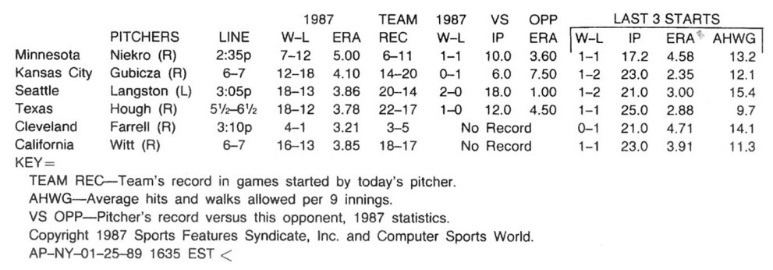 1987 TEAM 1987 VS OPP LAST 3 STARTS
PITCHERS LINE W–L ERA REC W–L IP ERA W–L IP ERA AHWG
Minnesota Niekro (R) 2:35p 7–12 5.00 6–11 1–1 10.0 3.60 1–1 17.2 4.58 13.2
Kansas City Gubicza (R) 6–7 12–18 4.10 14–20 0–1 6.0 7.50 1–2 23.0 2.35 12.1
Seattle Langston (L) 3:05p 18–13 3.86 20–14 2–0 18.0 1.00 1–2 21.0 3.00 15.4
Texas Hough (R) 5½–6½ 18–12 3.78 22–17 1–0 12.0 4.50 1–1 25.0 2.88 9.7
Cleveland Farrell (R) 3:10p 4–1 3.21 3–5 No Record 0–1 21.0 4.71 14.1
California Witt (R) 6–7 16–13 3.85 18–17 No Record 1–1 23.0 3.91 11.3
KEY=
TEAM REC—Team's record in games started by today's pitcher.
AHWG—Average hits and walks allowed per 9 innings.
VS OPP—Pitcher's record versus this opponent, 1987 statistics.
Copyright 1987 Sports Features Syndicate, Inc. and Computer Sports World.
AP–NY–01–25–89 1635 EST <